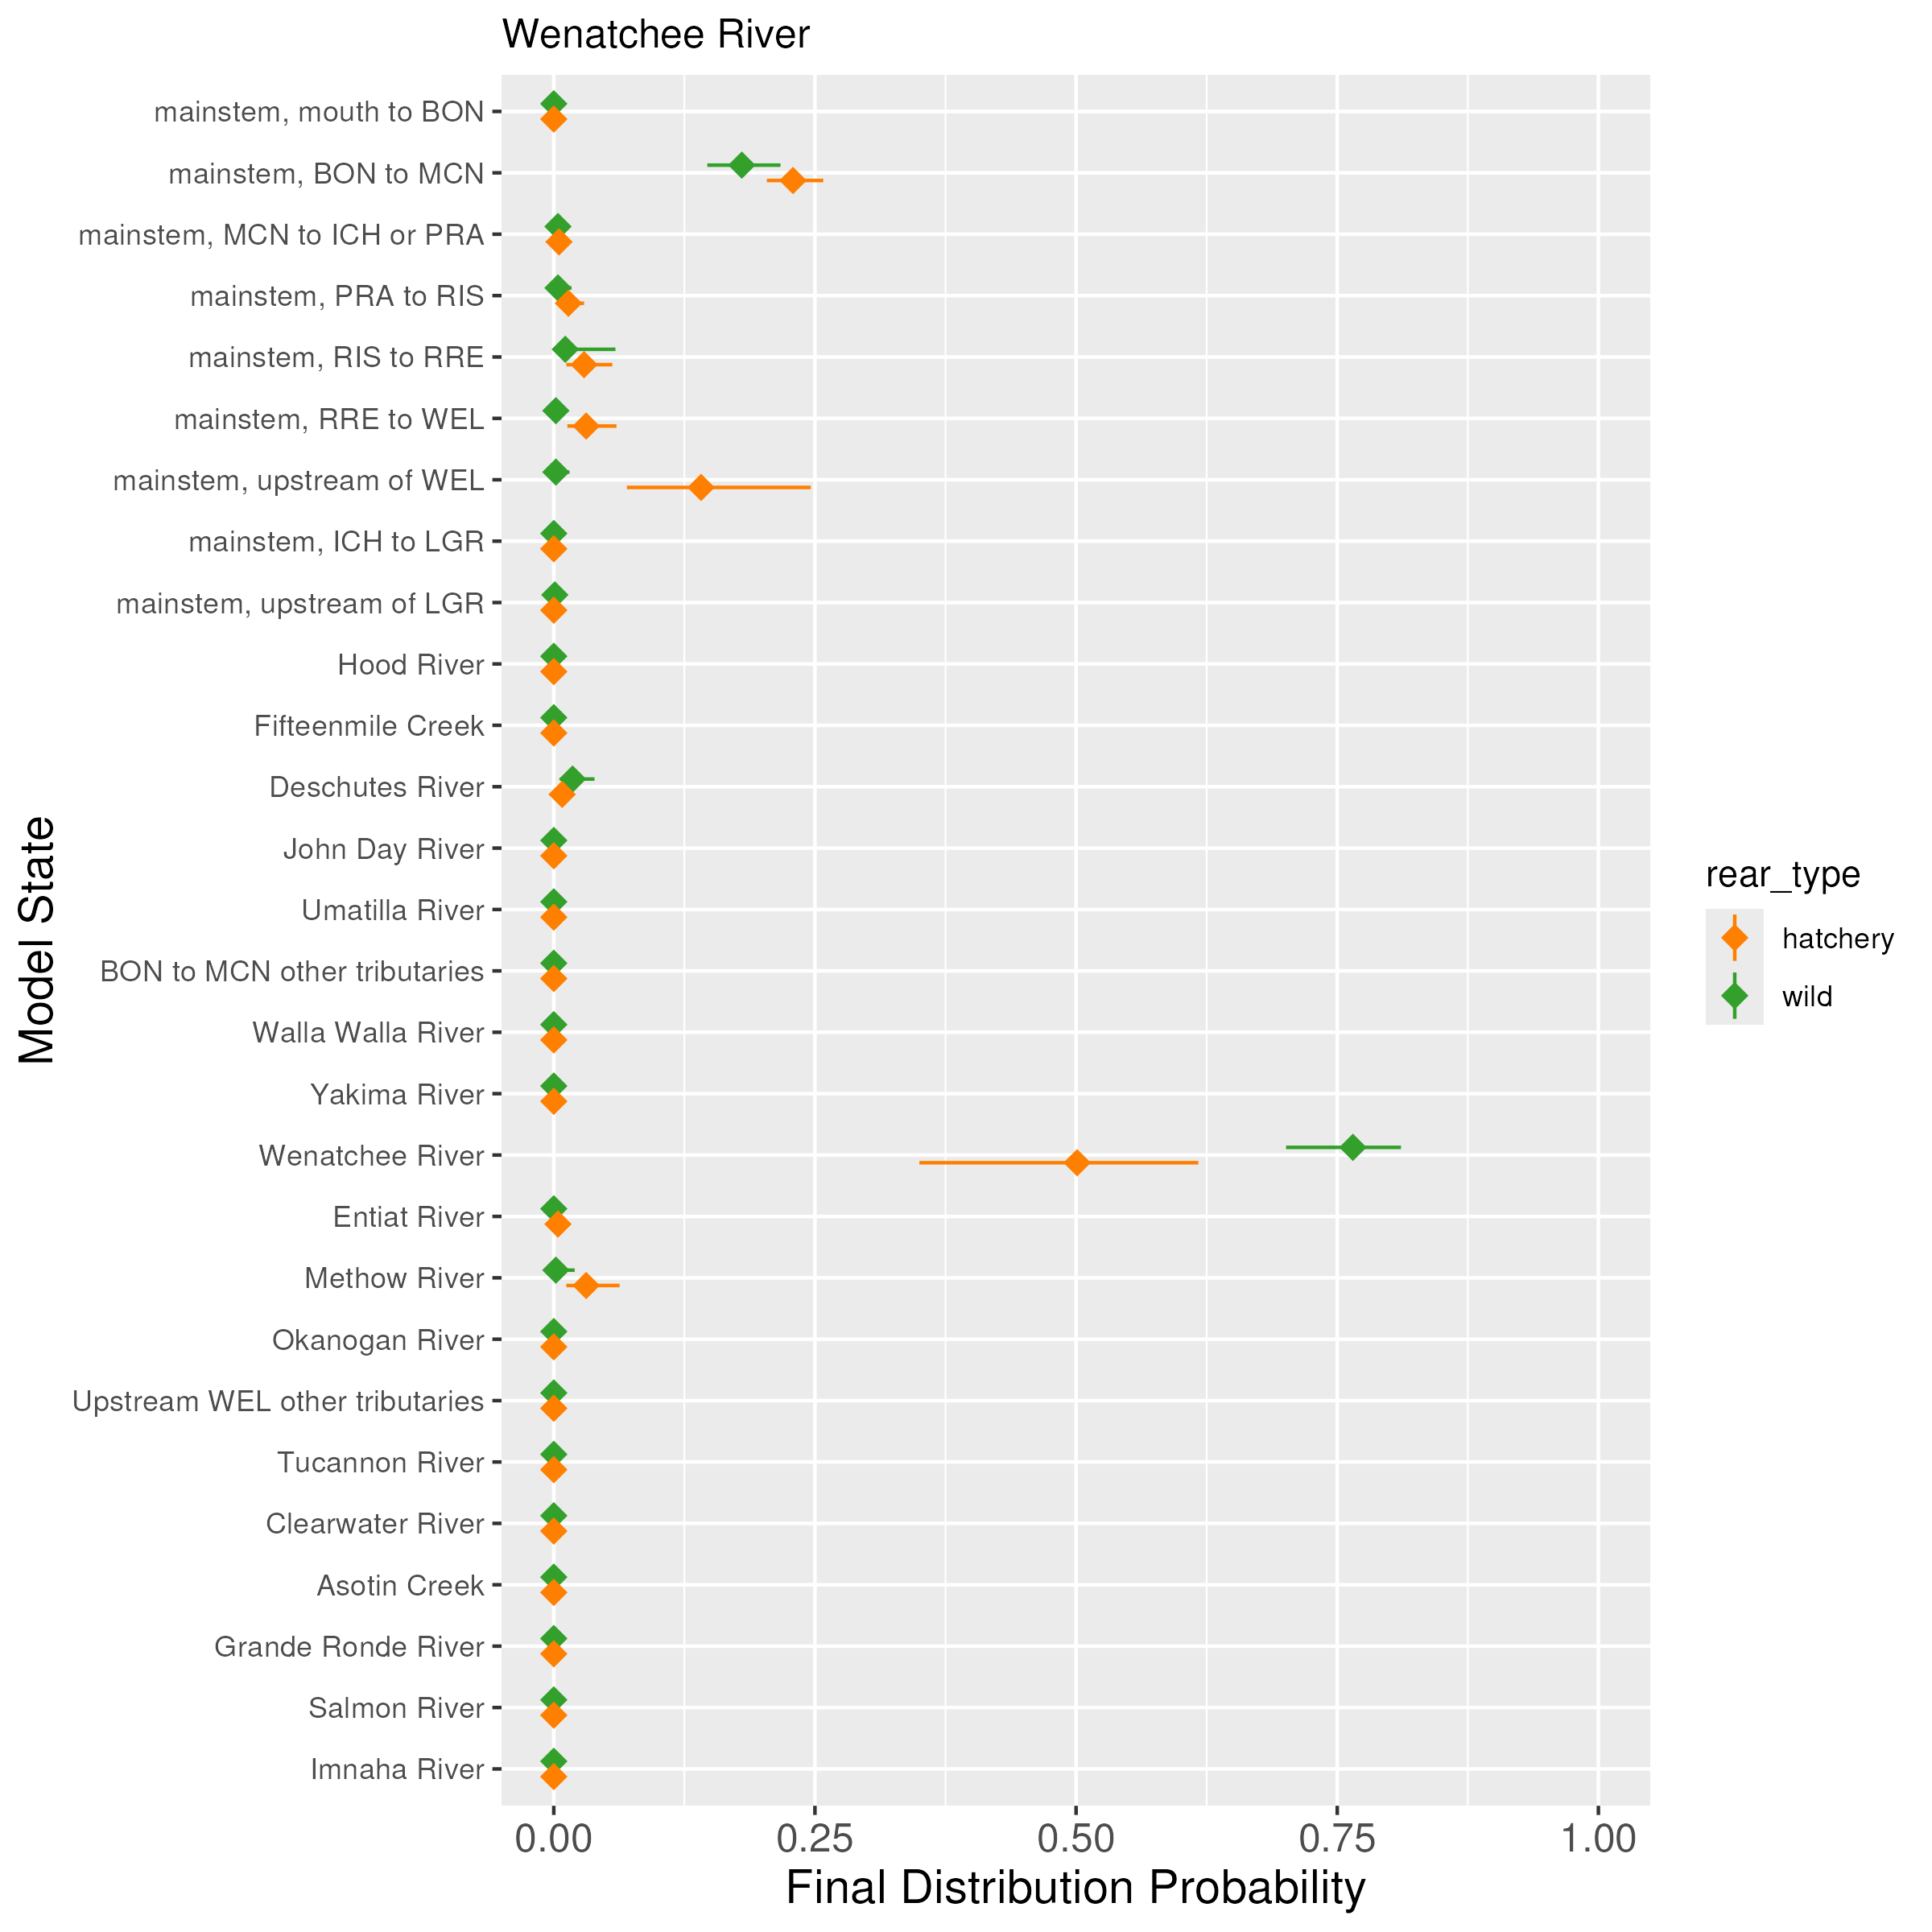 Wenatchee River
mainstem, mouth to BON
mainstem, BON to MCN
mainstem, MCN to ICH or PRA
mainstem, PRA to RIS
mainstem, RIS to RRE
mainstem, RRE to WEL
mainstem, upstream of WEL
mainstem, ICH to LGR
mainstem, upstream of LGR
Hood River
Fifteenmile Creek
Deschutes River
John Day River
Umatilla River
BON to MCN other tributaries
Walla Walla River
Yakima River
Wenatchee River
Entiat River
Methow River
Okanogan River
Upstream WEL other tributaries
Tucannon River
Clearwater River
Asotin Creek
Grande Ronde River
Salmon River
Imnaha River
Model State
0.00 0.25 0.50 0.75 1.00
Final Distribution Probability
rear_type
hatchery
wild